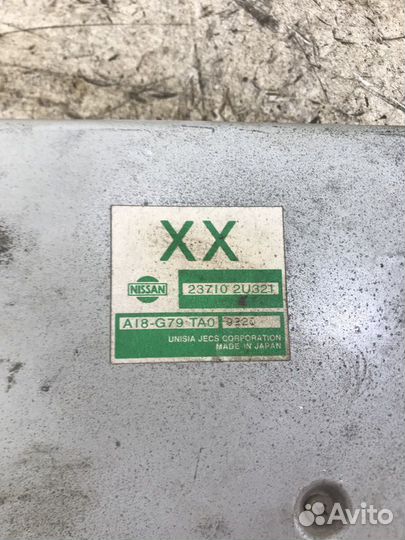 XX
NISSAN
23710 2U321
A18-G79 TA0 9220
UNISIA JECS CORPORATION
MADE IN JAPAN
Avito